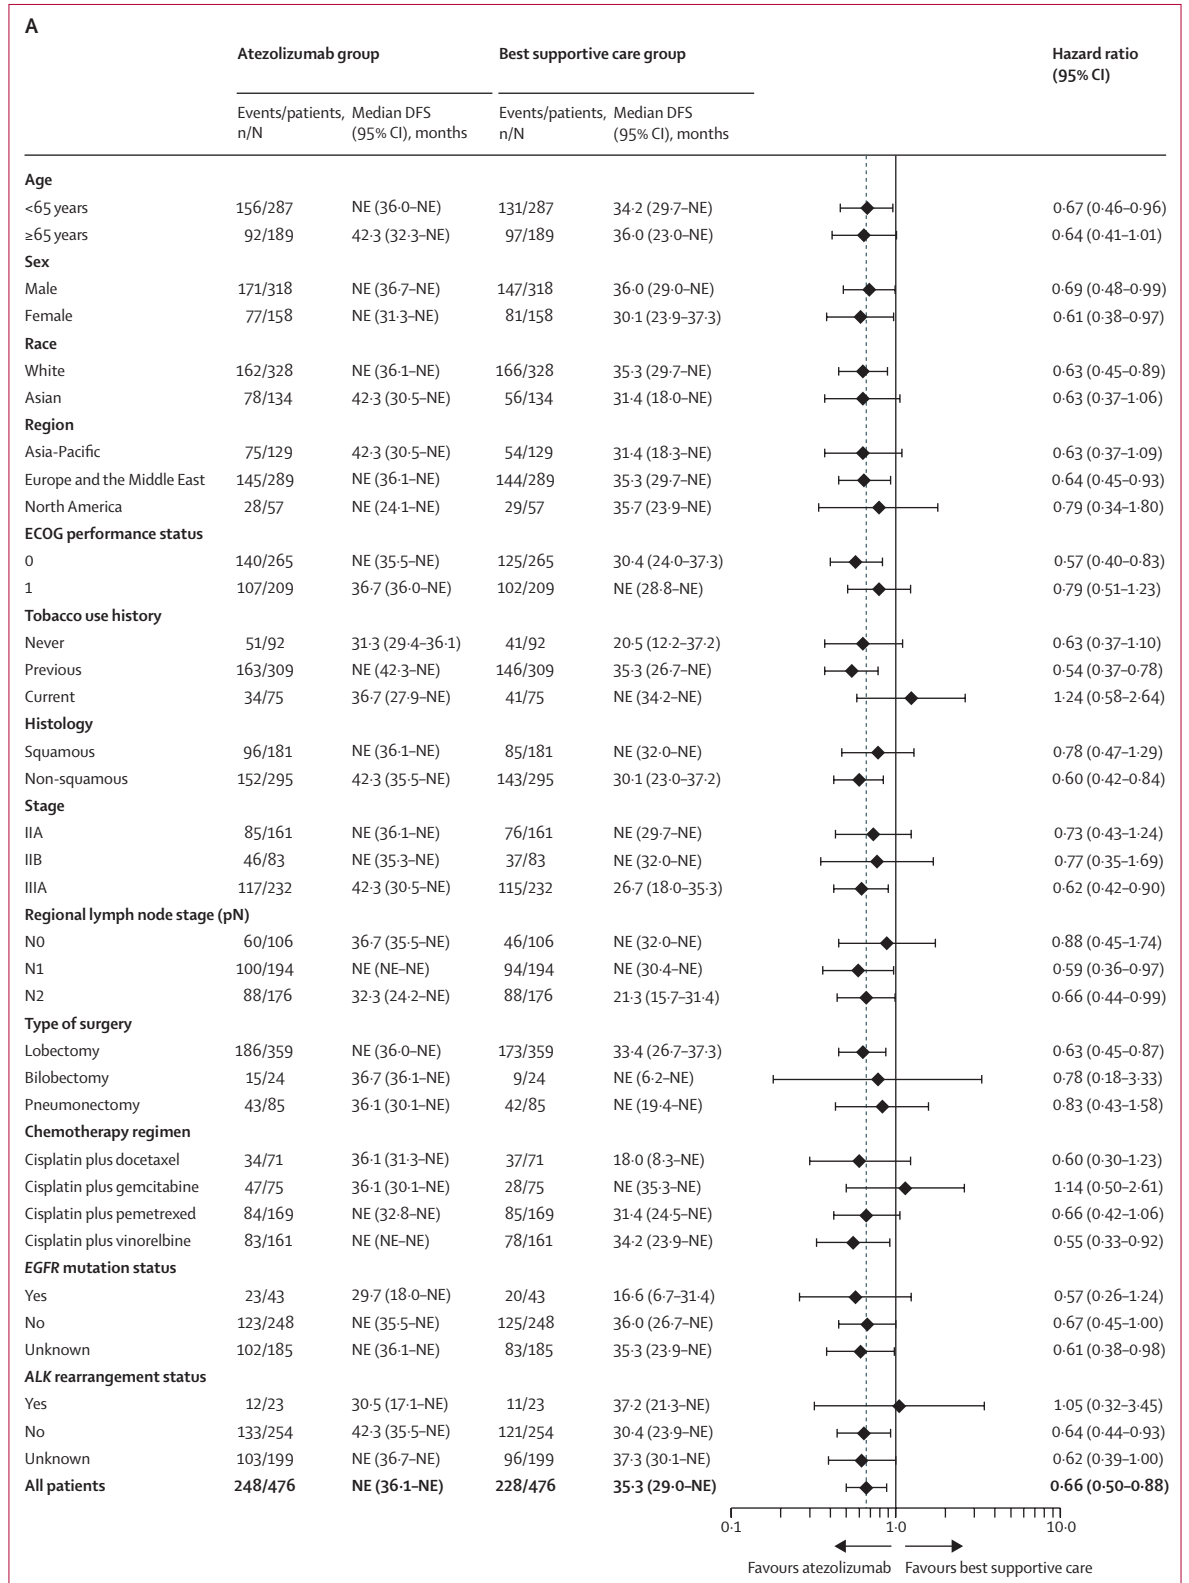 A
Atezolizumab group Best supportive care group Hazard ratio
(95% CI)
Events/patients, Median DFS Events/patients, Median DFS
n/N (95% CI), months n/N (95% CI), months
Age
<65 years 156/287 NE (36·0–NE) 131/287 34·2 (29·7–NE) 0·67 (0·46–0·96)
≥65 years 92/189 42·3 (32·3–NE) 97/189 36·0 (23·0–NE) 0·64 (0·41–1·01)
Sex
Male 171/318 NE (36·7–NE) 147/318 36·0 (29·0–NE) 0·69 (0·48–0·99)
Female 77/158 NE (31·3–NE) 81/158 30·1 (23·9–37·3) 0·61 (0·38–0·97)
Race
White 162/328 NE (36·1–NE) 166/328 35·3 (29·7–NE) 0·63 (0·45–0·89)
Asian 78/134 42·3 (30·5–NE) 56/134 31·4 (18·0–NE) 0·63 (0·37–1·06)
Region
Asia-Pacific 75/129 42·3 (30·5–NE) 54/129 31·4 (18·3–NE) 0·63 (0·37–1·09)
Europe and the Middle East 145/289 NE (36·1–NE) 144/289 35·3 (29·7–NE) 0·64 (0·45–0·93)
North America 28/57 NE (24·1–NE) 29/57 35·7 (23·9–NE) 0·79 (0·34–1·80)
ECOG performance status
0 140/265 NE (35·5–NE) 125/265 30·4 (24·0–37·3) 0·57 (0·40–0·83)
1 107/209 36·7 (36·0–NE) 102/209 NE (28·8–NE) 0·79 (0·51–1·23)
Tobacco use history
Never 51/92 31·3 (29·4–36·1) 41/92 20·5 (12·2–37·2) 0·63 (0·37–1·10)
Previous 163/309 NE (42·3–NE) 146/309 35·3 (26·7–NE) 0·54 (0·37–0·78)
Current 34/75 36·7 (27·9–NE) 41/75 NE (34·2–NE) 1·24 (0·58–2·64)
Histology
Squamous 96/181 NE (36·1–NE) 85/181 NE (32·0–NE) 0·78 (0·47–1·29)
Non-squamous 152/295 42·3 (35·5–NE) 143/295 30·1 (23·0–37·2) 0·60 (0·42–0·84)
Stage
IIA 85/161 NE (36·1–NE) 76/161 NE (29·7–NE) 0·73 (0·43–1·24)
IIB 46/83 NE (35·3–NE) 37/83 NE (32·0–NE) 0·77 (0·35–1·69)
IIIA 117/232 42·3 (30·5–NE) 115/232 26·7 (18·0–35·3) 0·62 (0·42–0·90)
Regional lymph node stage (pN)
N0 60/106 36·7 (35·5–NE) 46/106 NE (32·0–NE) 0·88 (0·45–1·74)
N1 100/194 NE (NE–NE) 94/194 NE (30·4–NE) 0·59 (0·36–0·97)
N2 88/176 32·3 (24·2–NE) 88/176 21·3 (15·7–31·4) 0·66 (0·44–0·99)
Type of surgery
Lobectomy 186/359 NE (36·0–NE) 173/359 33·4 (26·7–37·3) 0·63 (0·45–0·87)
Bilobectomy 15/24 36·7 (36·1–NE) 9/24 NE (6·2–NE) 0·78 (0·18–3·33)
Pneumonectomy 43/85 36·1 (30·1–NE) 42/85 NE (19·4–NE) 0·83 (0·43–1·58)
Chemotherapy regimen
Cisplatin plus docetaxel 34/71 36·1 (31·3–NE) 37/71 18·0 (8·3–NE) 0·60 (0·30–1·23)
Cisplatin plus gemcitabine 47/75 36·1 (30·1–NE) 28/75 NE (35·3–NE) 1·14 (0·50–2·61)
Cisplatin plus pemetrexed 84/169 NE (32·8–NE) 85/169 31·4 (24·5–NE) 0·66 (0·42–1·06)
Cisplatin plus vinorelbine 83/161 NE (NE–NE) 78/161 34·2 (23·9–NE) 0·55 (0·33–0·92)
EGFR mutation status
Yes 23/43 29·7 (18·0–NE) 20/43 16·6 (6·7–31·4) 0·57 (0·26–1·24)
No 123/248 NE (35·5–NE) 125/248 36·0 (26·7–NE) 0·67 (0·45–1·00)
Unknown 102/185 NE (36·1–NE) 83/185 35·3 (23·9–NE) 0·61 (0·38–0·98)
ALK rearrangement status
Yes 12/23 30·5 (17·1–NE) 11/23 37·2 (21·3–NE) 1·05 (0·32–3·45)
No 133/254 42·3 (35·5–NE) 121/254 30·4 (23·9–NE) 0·64 (0·44–0·93)
Unknown 103/199 NE (36·7–NE) 96/199 37·3 (30·1–NE) 0·62 (0·39–1·00)
All patients 248/476 NE (36·1–NE) 228/476 35·3 (29·0–NE) 0·66 (0·50–0·88)
0·1 1·0 10·0
Favours atezolizumab Favours best supportive care